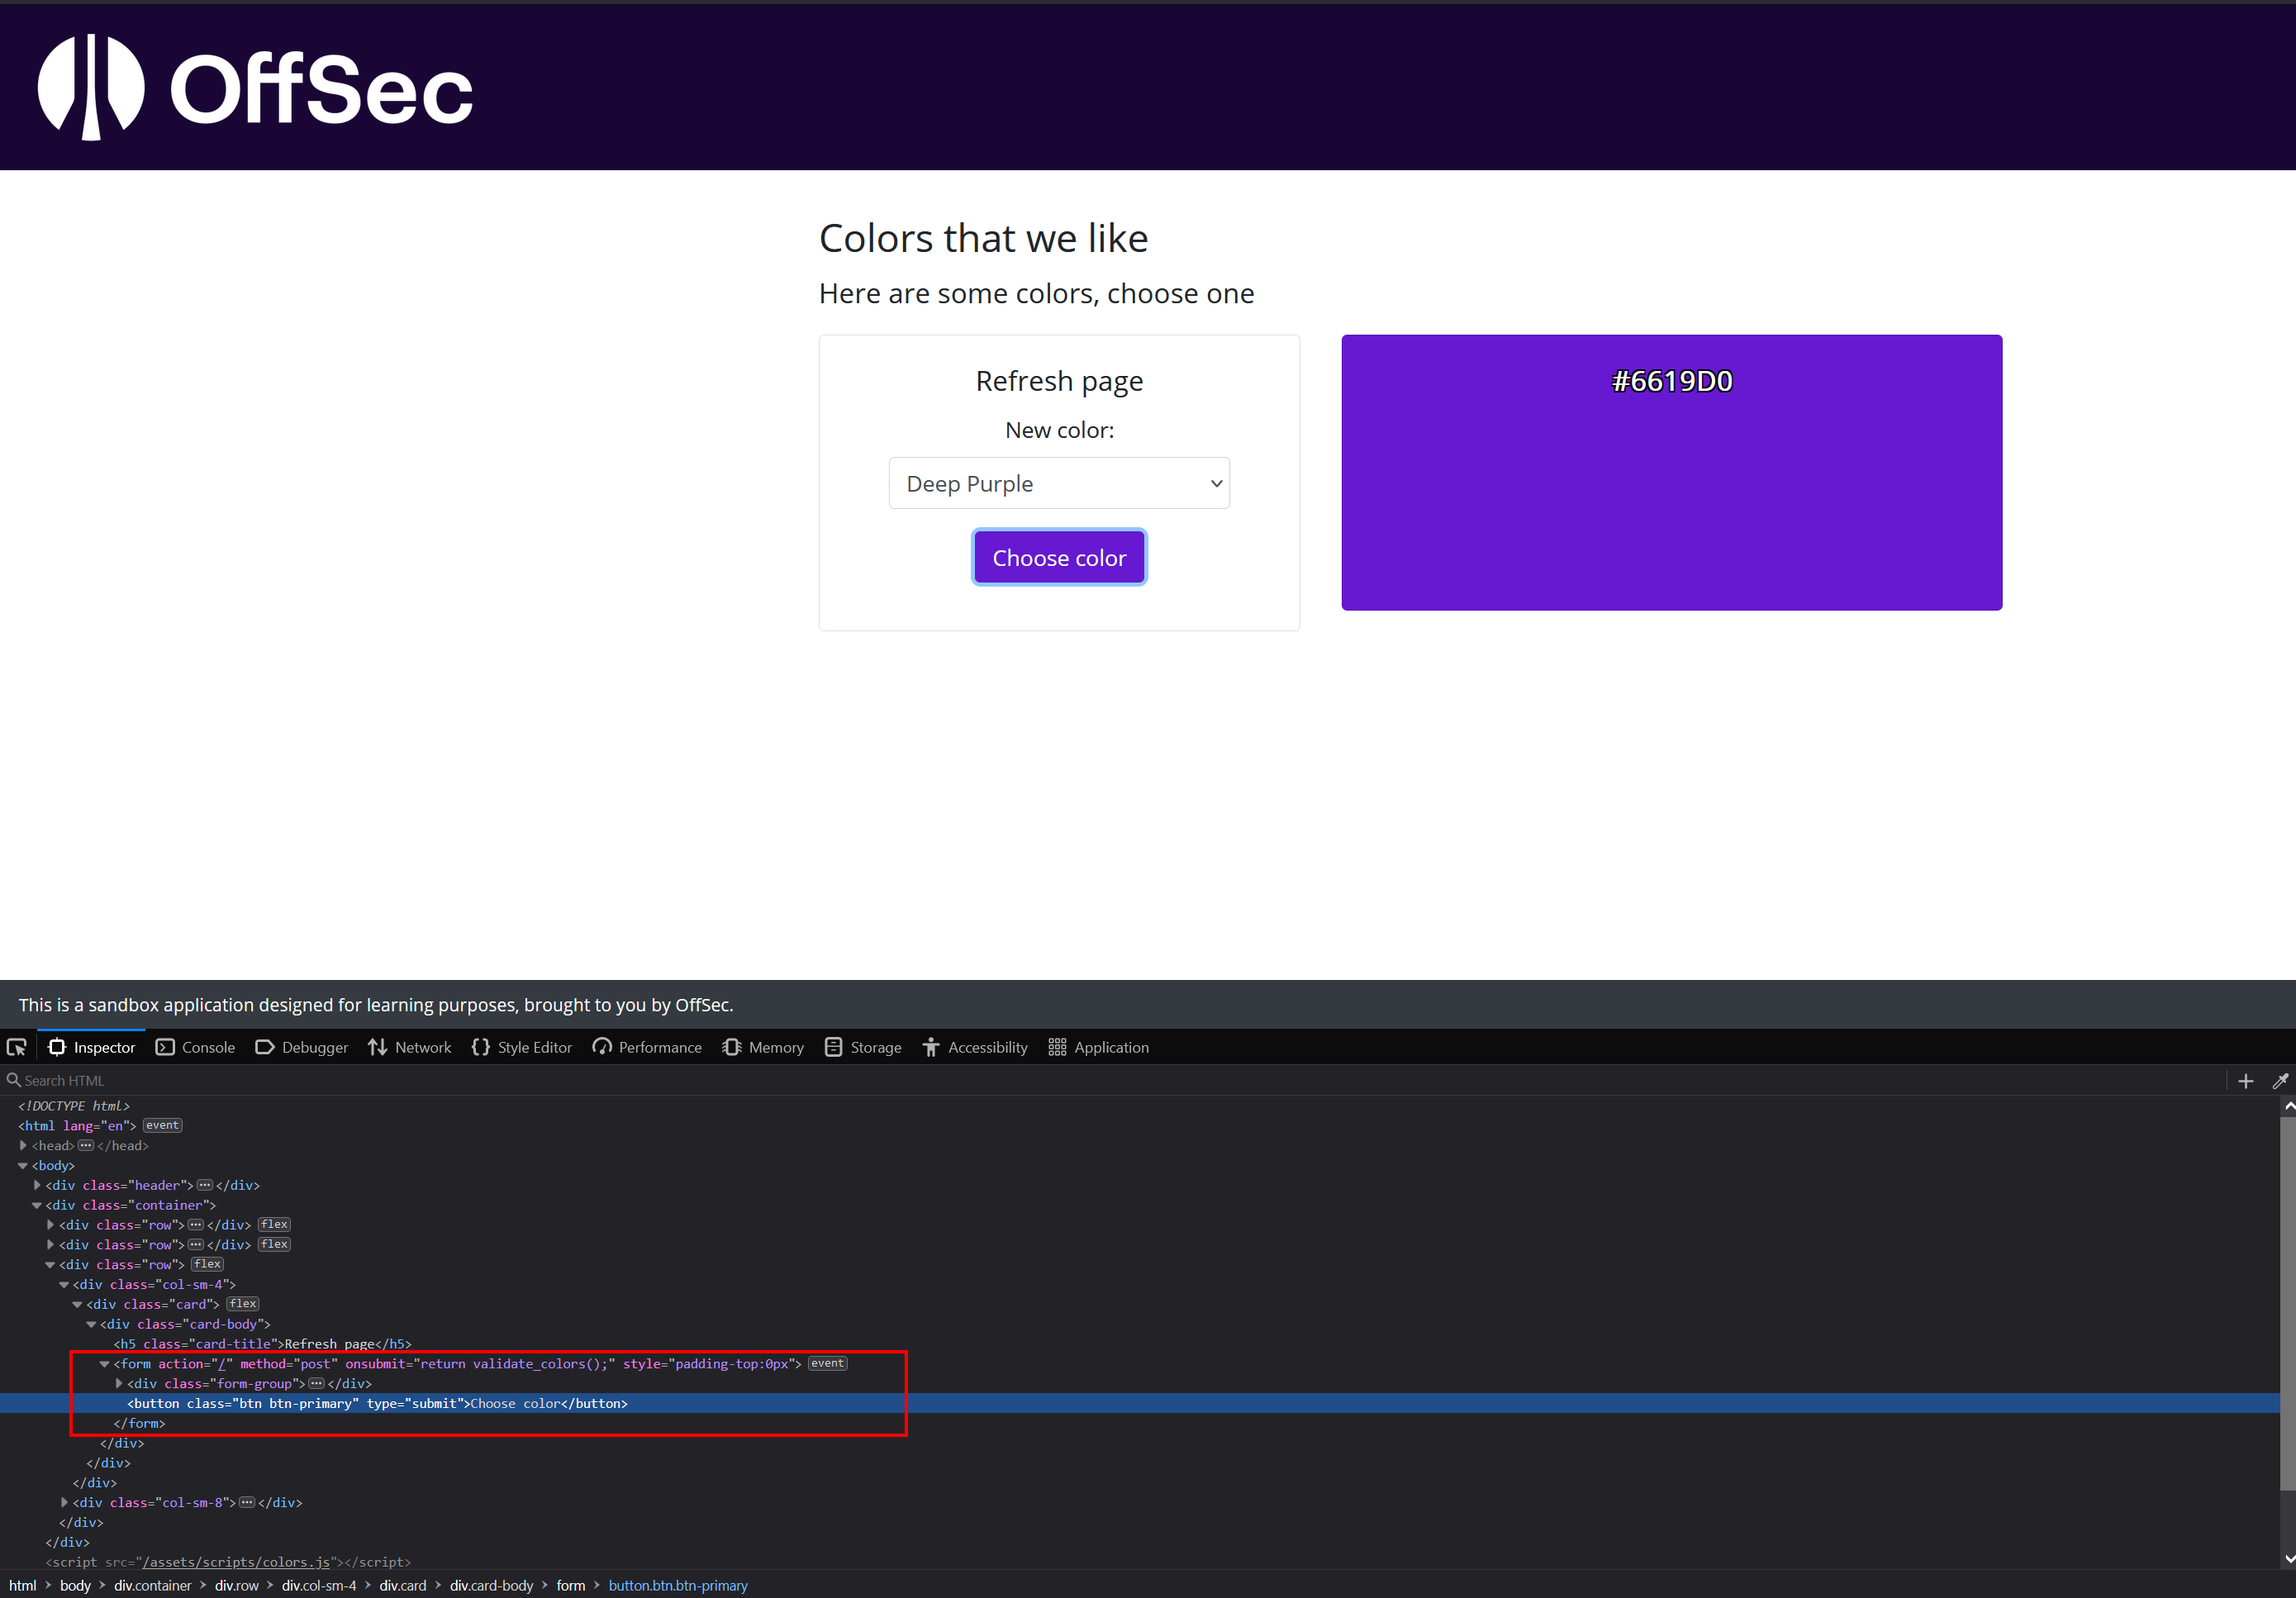 OffSec
Colors that we like
Here are some colors, choose one
Refresh page
New color:
Deep Purple
Choose color
#6619D0
This is a sandbox application designed for learning purposes, brought to you by OffSec.
Inspector Console Debugger Network Style Editor Performance Memory Storage Accessibility Application
Search HTML
<!DOCTYPE html>
<html lang="en"> event
<head>···</head>
<body>
<div class="header">···</div>
<div class="container">
<div class="row">···</div> flex
<div class="row">···</div> flex
<div class="row"> flex
<div class="col-sm-4">
<div class="card"> flex
<div class="card-body">
<h5 class="card-title">Refresh page</h5>
<form action="/" method="post" onsubmit="return validate_colors();" style="padding-top:0px"> event
<div class="form-group">···</div>
<button class="btn btn-primary" type="submit">Choose color</button>
</form>
</div>
</div>
</div>
<div class="col-sm-8">···</div>
</div>
</div>
<script src="/assets/scripts/colors.js"></script>
html > body > div.container > div.row > div.col-sm-4 > div.card > div.card-body > form > button.btn.btn-primary